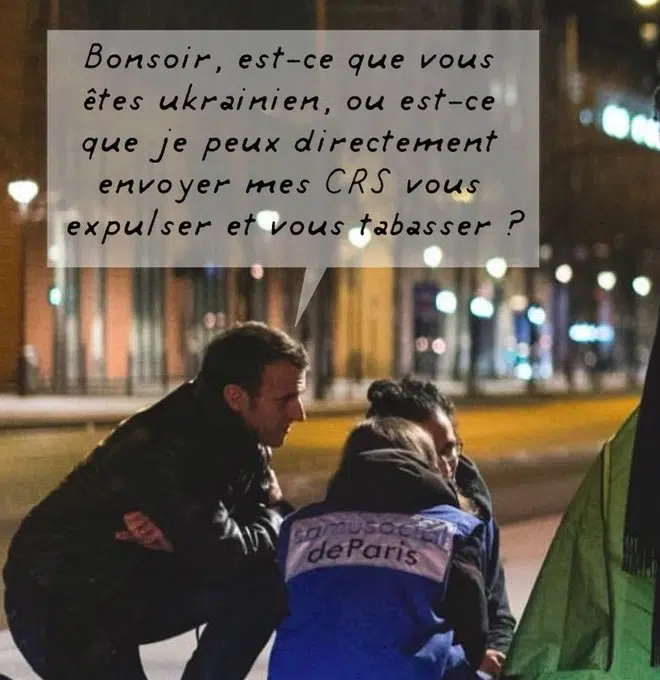 Bonsoir, est-ce que vous
êtes ukrainien, ou est-ce
que je peux directement
envoyer mes CRS vous
expulser et vous tabasser ?
samusocial
deParis